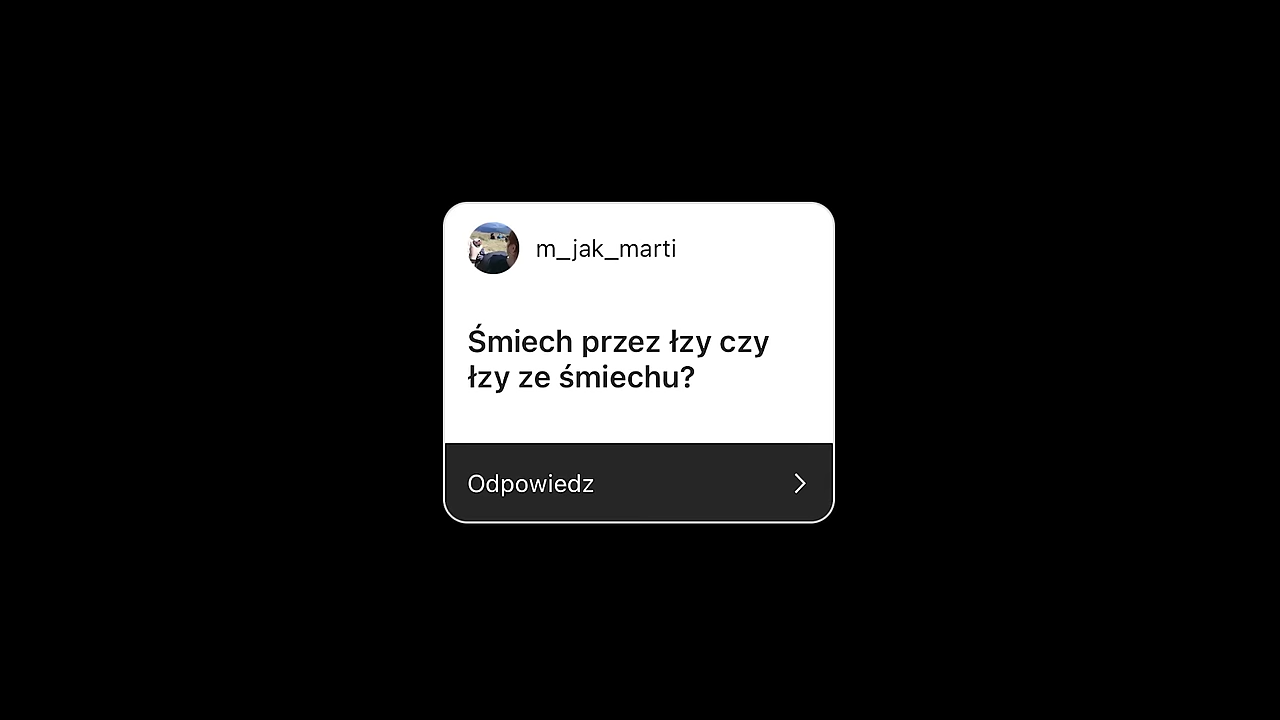 m_jak_marti
Śmiech przez łzy czy
łzy ze śmiechu?
Odpowiedz